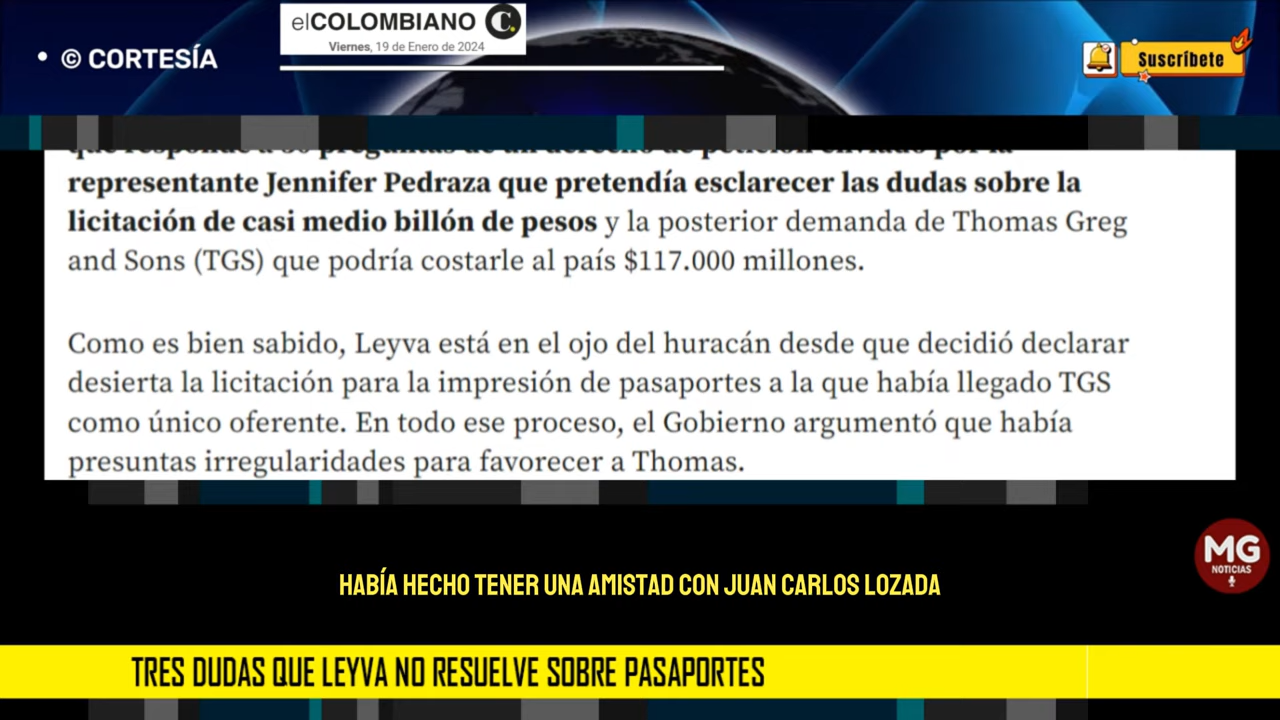 elCOLOMBIANO C.
Viernes, 19 de Enero de 2024
• © CORTESÍA
Suscríbete
representante Jennifer Pedraza que pretendía esclarecer las dudas sobre la
licitación de casi medio billón de pesos y la posterior demanda de Thomas Greg
and Sons (TGS) que podría costarle al país $117.000 millones.
Como es bien sabido, Leyva está en el ojo del huracán desde que decidió declarar
desierta la licitación para la impresión de pasaportes a la que había llegado TGS
como único oferente. En todo ese proceso, el Gobierno argumentó que había
presuntas irregularidades para favorecer a Thomas.
MG
NOTICIAS
HABÍA HECHO TENER UNA AMISTAD CON JUAN CARLOS LOZADA
TRES DUDAS QUE LEYVA NO RESUELVE SOBRE PASAPORTES